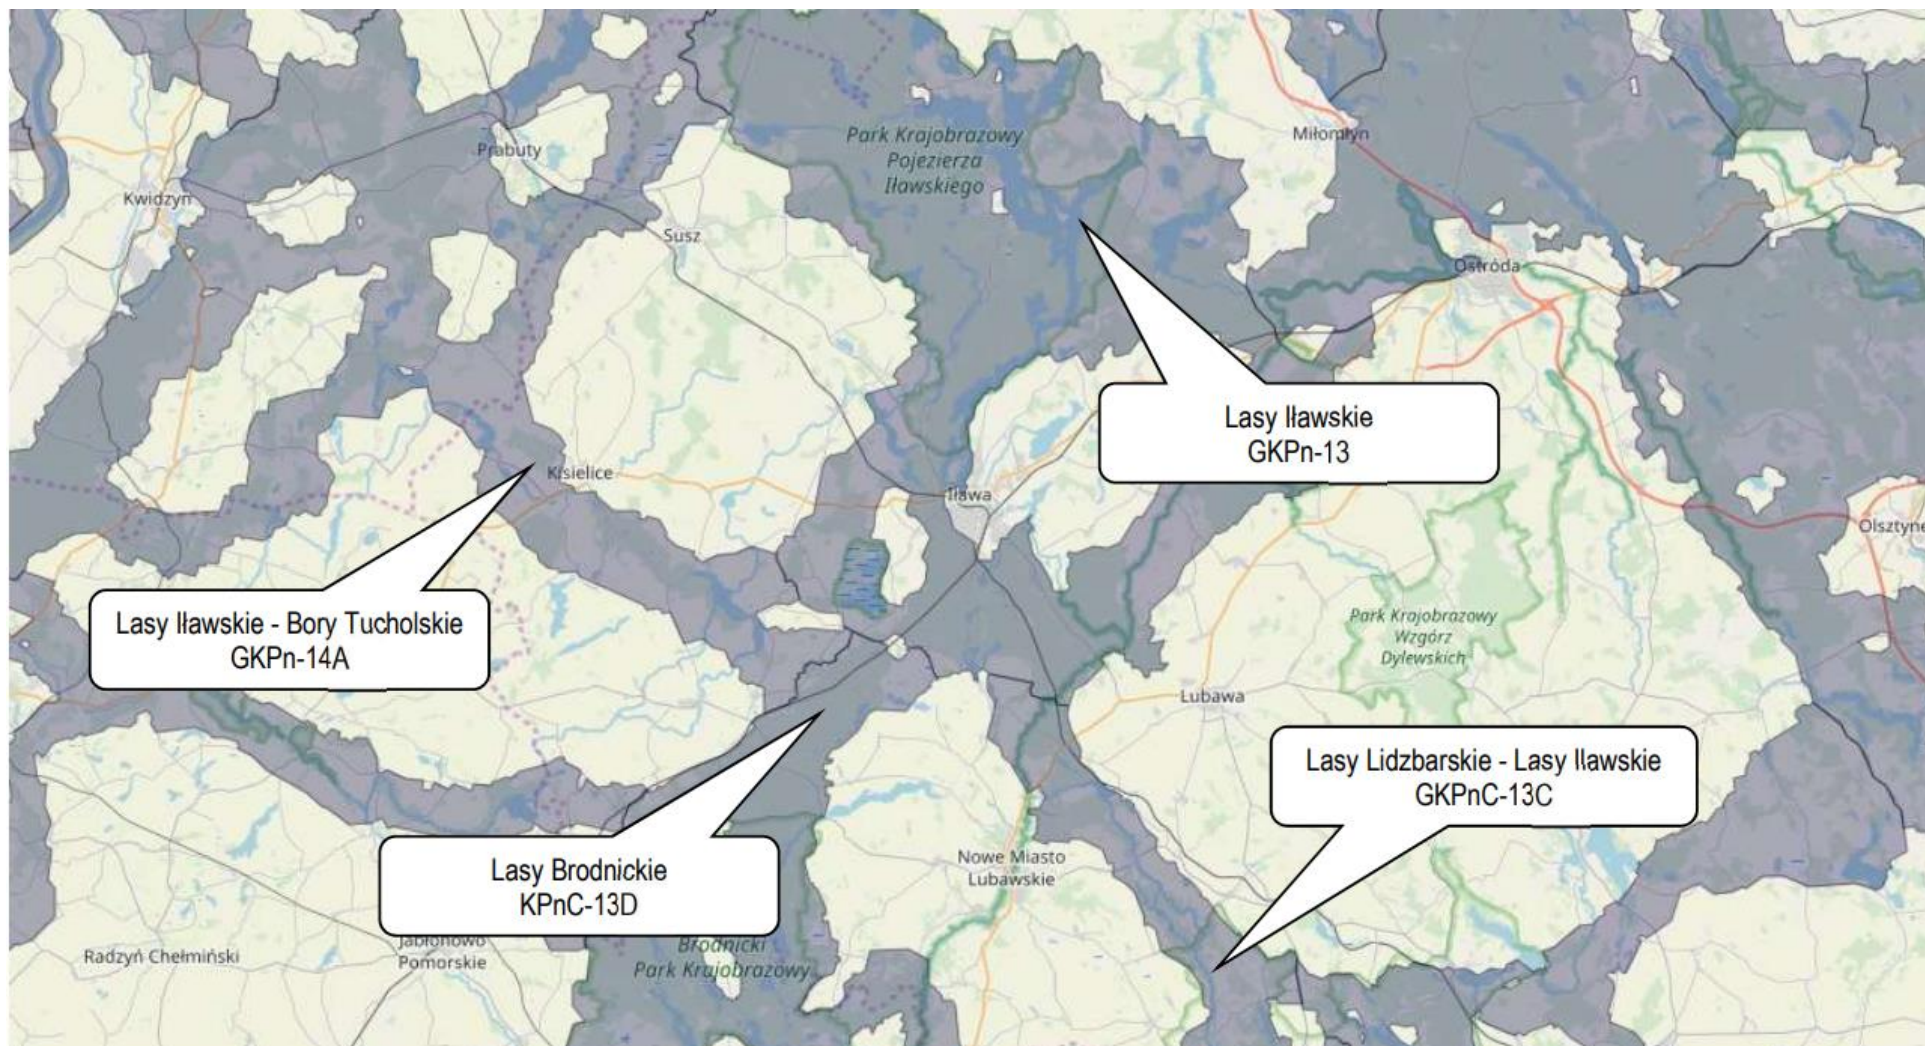 Park Krajobrazowy
Pojezierza
Iławskiego
Miłomłyn
Prabuty
Kwidzyn
Susz
Ostróda
Lasy Iławskie
GKPn-13
Kisielice
Iława
Olsztyne
Lasy Iławskie - Bory Tucholskie
GKPn-14A
Park Krajobrazowy
Wzgórz
Dylewskich
Lubawa
Lasy Lidzbarskie - Lasy Iławskie
GKPnC-13C
Lasy Brodnickie
KPnC-13D
Nowe Miasto
Lubawskie
Radzyń Chełmiński
Jabłonowo
Pomorskie
Brodnicki
Park Krajobrazowy